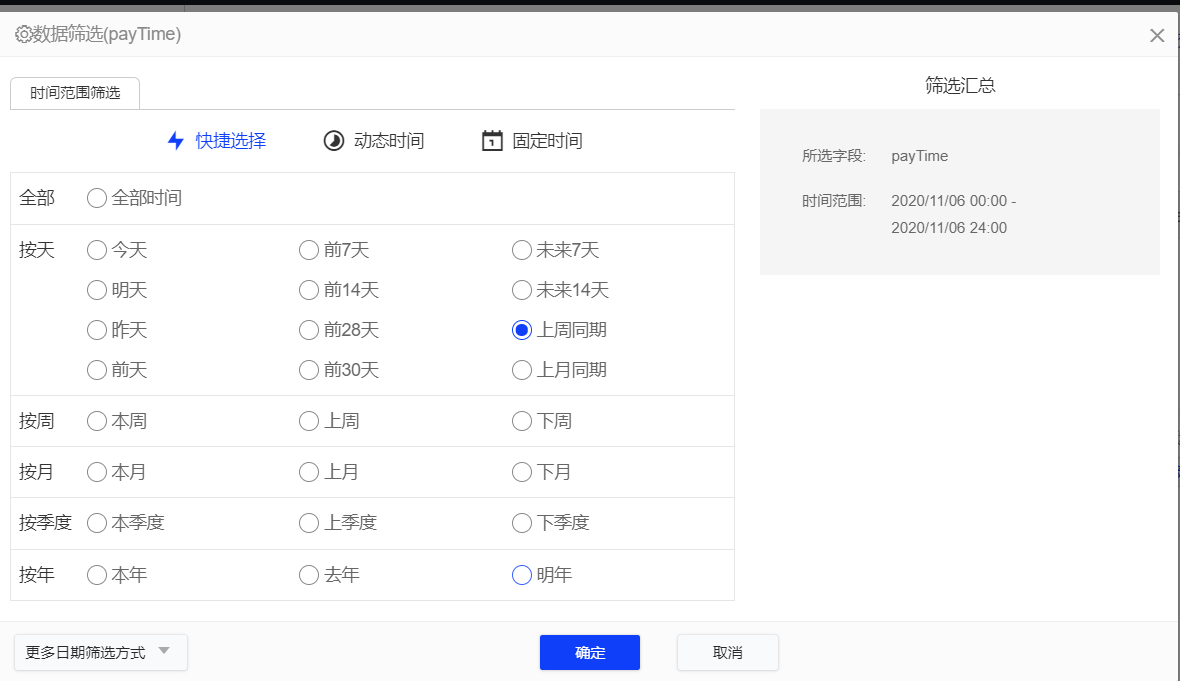 数据筛选(payTime)
时间范围筛选
快捷选择 动态时间 固定时间
全部 全部时间
按天 今天 前7天 未来7天
明天 前14天 未来14天
昨天 前28天 上周同期
前天 前30天 上月同期
按周 本周 上周 下周
按月 本月 上月 下月
按季度 本季度 上季度 下季度
按年 本年 去年 明年
筛选汇总
所选字段: payTime
时间范围: 2020/11/06 00:00 -
2020/11/06 24:00
更多日期筛选方式 确定 取消